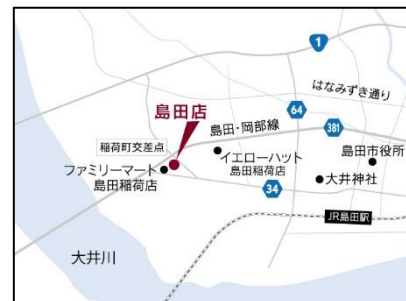 1
はなみずき通り
64
島田店
島田・岡部線
381
稲荷町交差点
イエローハット
島田稲荷店
島田市役所
ファミリーマート
島田稲荷店
34
大井神社
JR島田駅
大井川